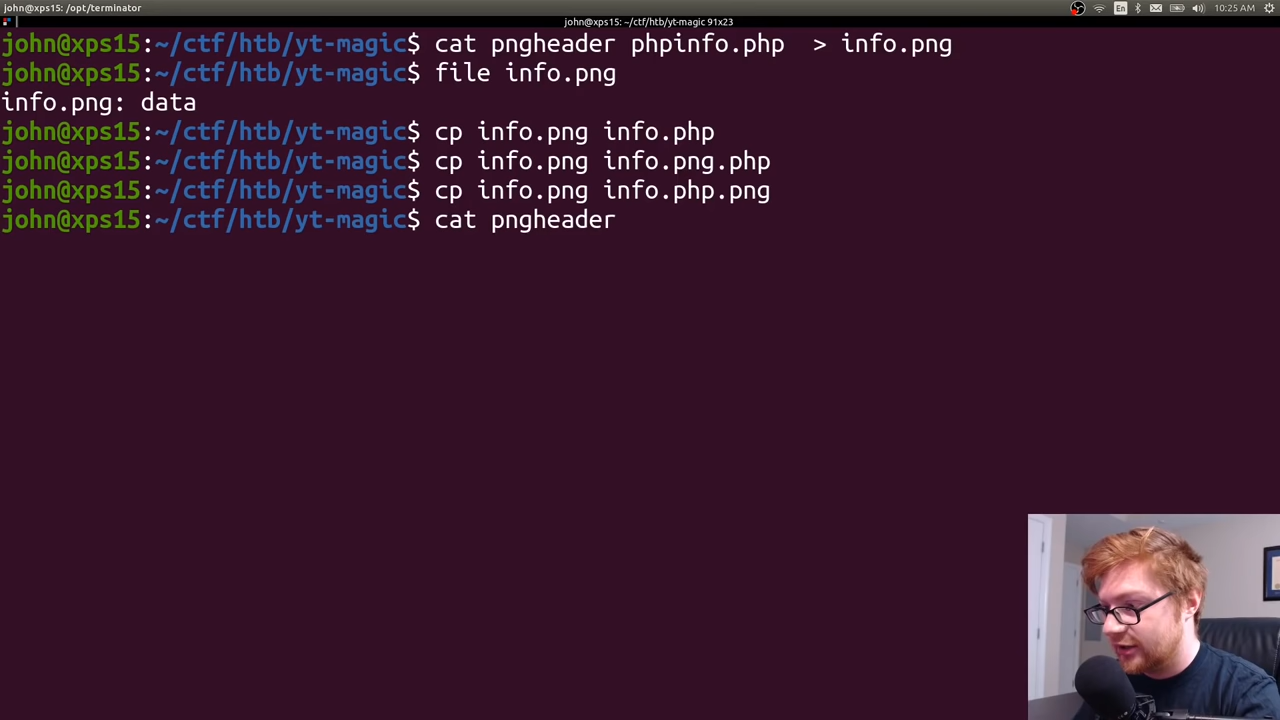 john@xps15: /opt/terminator
En
10:25 AM
john@xps15: ~/ctf/htb/yt-magic 91x23
john@xps15:~/ctf/htb/yt-magic$ cat pngheader phpinfo.php  > info.png
john@xps15:~/ctf/htb/yt-magic$ file info.png
info.png: data
john@xps15:~/ctf/htb/yt-magic$ cp info.png info.php
john@xps15:~/ctf/htb/yt-magic$ cp info.png info.png.php
john@xps15:~/ctf/htb/yt-magic$ cp info.png info.php.png
john@xps15:~/ctf/htb/yt-magic$ cat pngheader